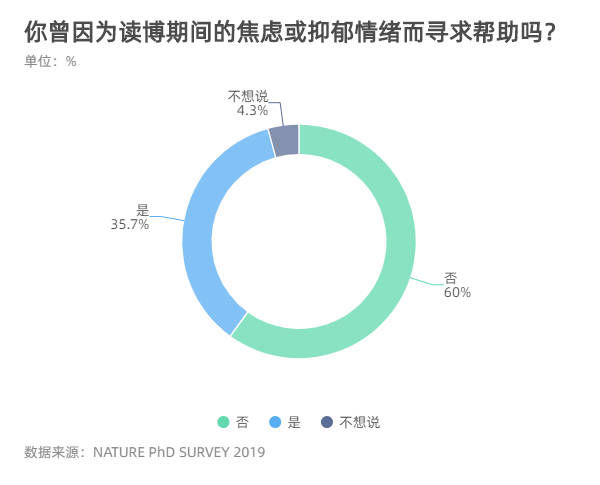 你曾因为读博期间的焦虑或抑郁情绪而寻求帮助吗？
单位：%
不想说
4.3%
是
35.7%
否
60%
否 是 不想说
数据来源：NATURE PhD SURVEY 2019